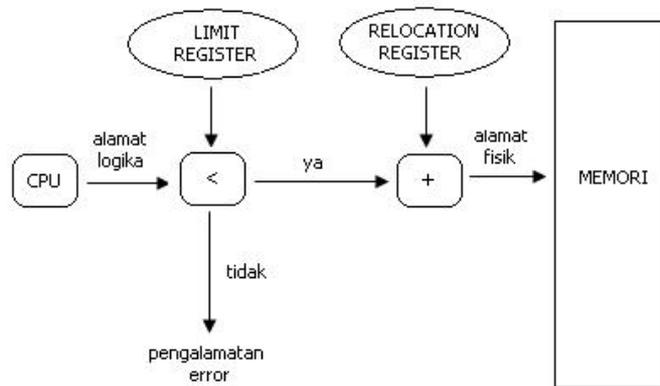 LIMIT
REGISTER
RELOCATION
REGISTER
alamat
logika
CPU
<
ya
+
alamat
fisik
MEMORI
tidak
pengalamatan
error